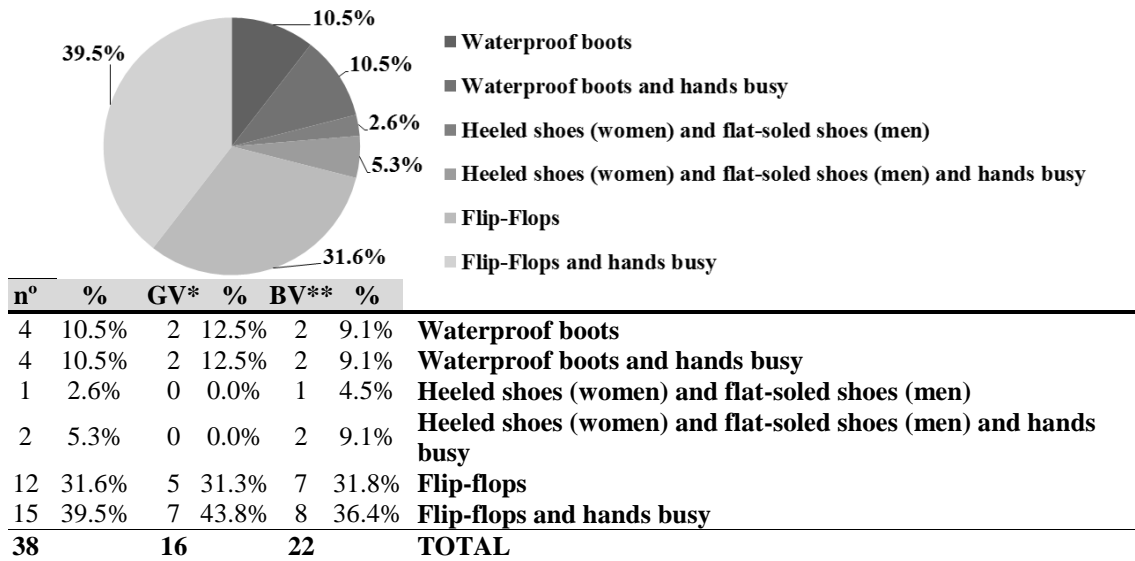 10.5%
39.5%
10.5%
2.6%
5.3%
31.6%
Waterproof boots
Waterproof boots and hands busy
Heeled shoes (women) and flat-soled shoes (men)
Heeled shoes (women) and flat-soled shoes (men) and hands busy
Flip-Flops
Flip-Flops and hands busy
nº % GV* % BV** %
4 10.5% 2 12.5% 2 9.1% Waterproof boots
4 10.5% 2 12.5% 2 9.1% Waterproof boots and hands busy
1 2.6% 0 0.0% 1 4.5% Heeled shoes (women) and flat-soled shoes (men)
2 5.3% 0 0.0% 2 9.1% Heeled shoes (women) and flat-soled shoes (men) and hands
busy
12 31.6% 5 31.3% 7 31.8% Flip-flops
15 39.5% 7 43.8% 8 36.4% Flip-flops and hands busy
38 16 22 TOTAL